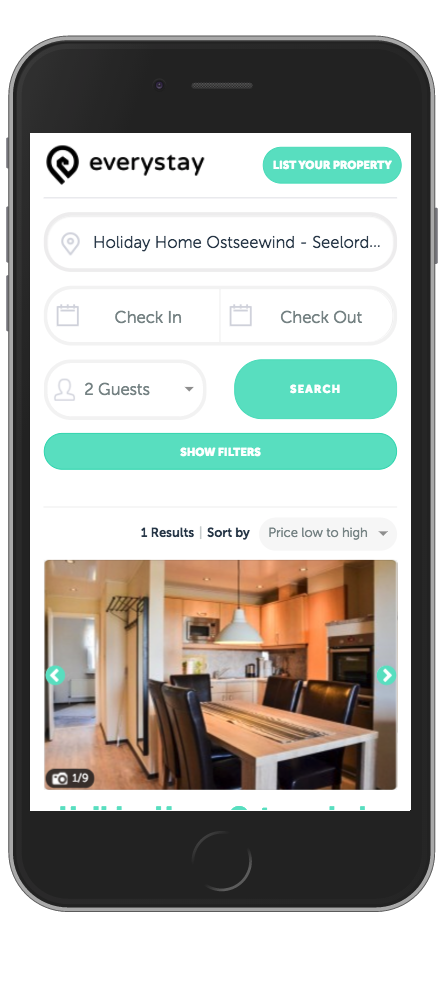 everystay
LIST YOUR PROPERTY
Holiday Home Ostseewind - Seelord...
Check In
Check Out
2 Guests
SEARCH
SHOW FILTERS
1 Results | Sort by
Price low to high
1/9